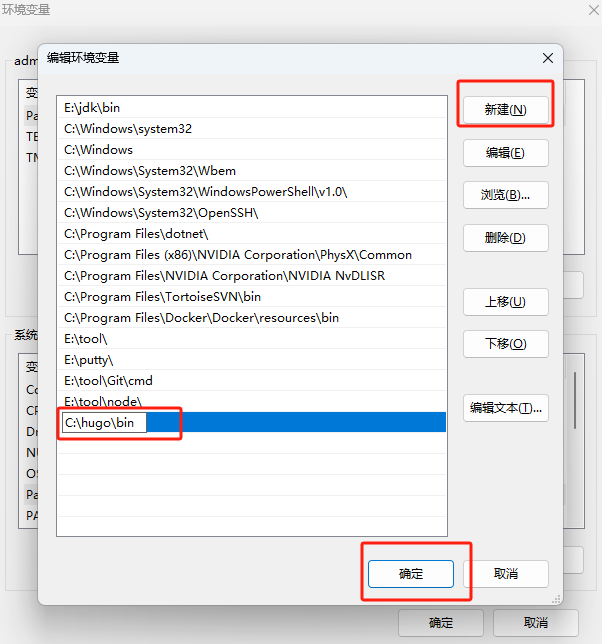 环境变量
编辑环境变量
adm
变
Pa
TE
TM
E:\jdk\bin
C:\Windows\system32
C:\Windows
C:\Windows\System32\Wbem
C:\Windows\System32\WindowsPowerShell\v1.0\
C:\Windows\System32\OpenSSH\
C:\Program Files\dotnet\
C:\Program Files (x86)\NVIDIA Corporation\PhysX\Common
C:\Program Files\NVIDIA Corporation\NVIDIA NvDLISR
C:\Program Files\TortoiseSVN\bin
C:\Program Files\Docker\Docker\resources\bin
E:\tool\
E:\putty\
E:\tool\Git\cmd
E:\tool\node\
C:\hugo\bin
新建(N)
编辑(E)
浏览(B)...
删除(D)
上移(U)
下移(O)
编辑文本(T)...
系统
变
Co
CP
Dr
NU
OS
Pa
PA
确定
取消
确定
取消